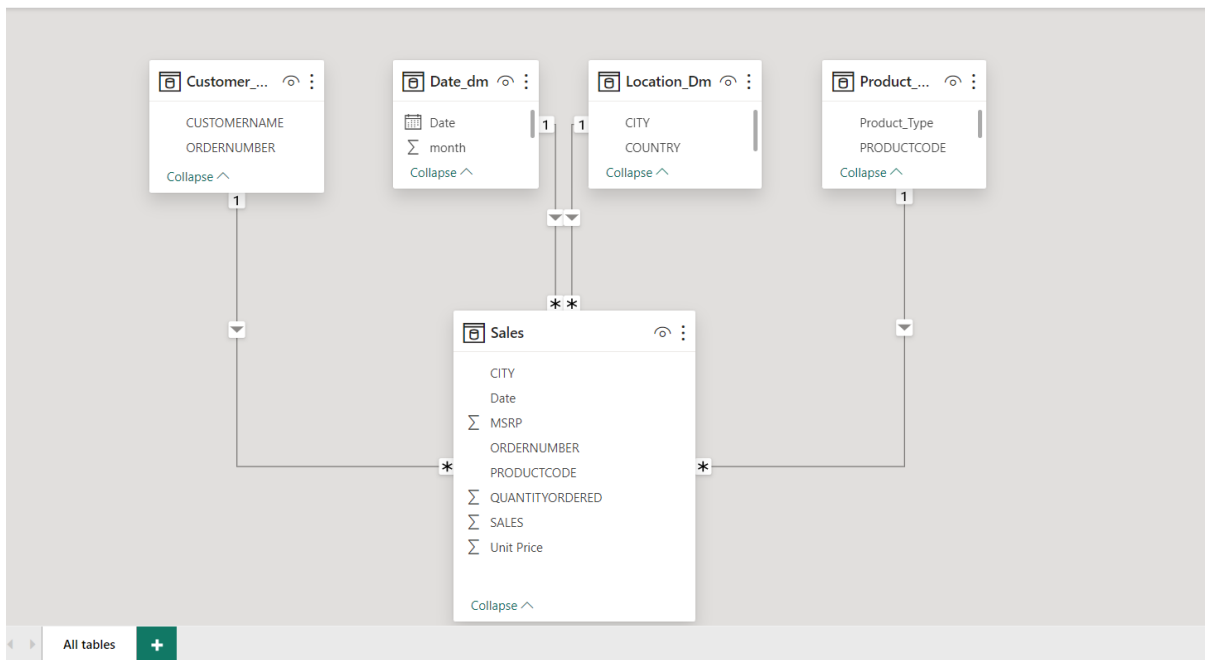 Customer_...
CUSTOMERNAME
ORDERNUMBER
Collapse
1
Date_dm
Date
month
Collapse
1
Location_Dm
CITY
COUNTRY
Collapse
1
Product_...
Product_Type
PRODUCTCODE
Collapse
1
* *
*
*
Sales
CITY
Date
Σ MSRP
ORDERNUMBER
PRODUCTCODE
Σ QUANTITYORDERED
Σ SALES
Σ Unit Price
Collapse
All tables
+